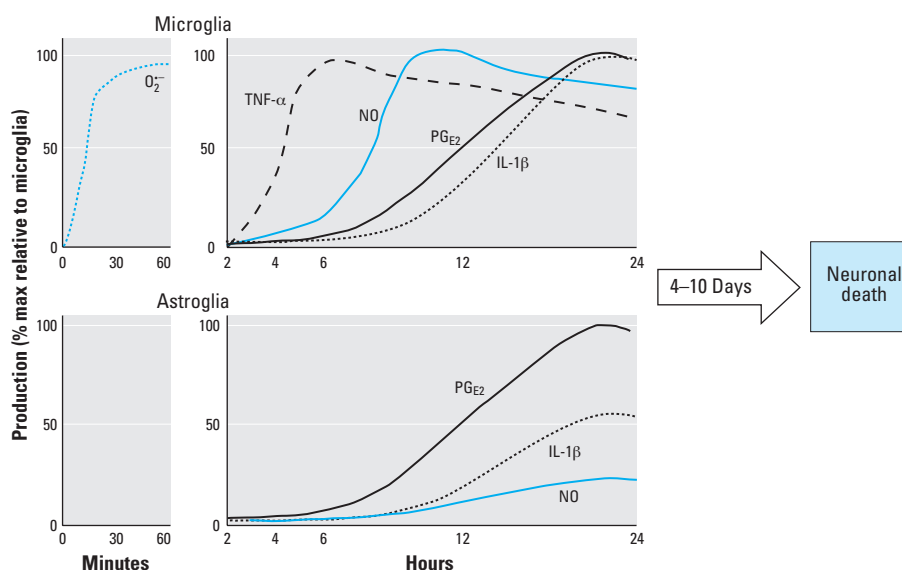 Microglia
100
50
0
O₂•−
0 30 60
100
50
0
TNF-α
NO
PGE2
IL-1β
2 4 6 12 24
Production (% max relative to microglia)
4–10 Days
Neuronal
death
Astroglia
100
50
0
0 30 60
Minutes
100
50
0
PGE2
IL-1β
NO
2 4 6 12 24
Hours